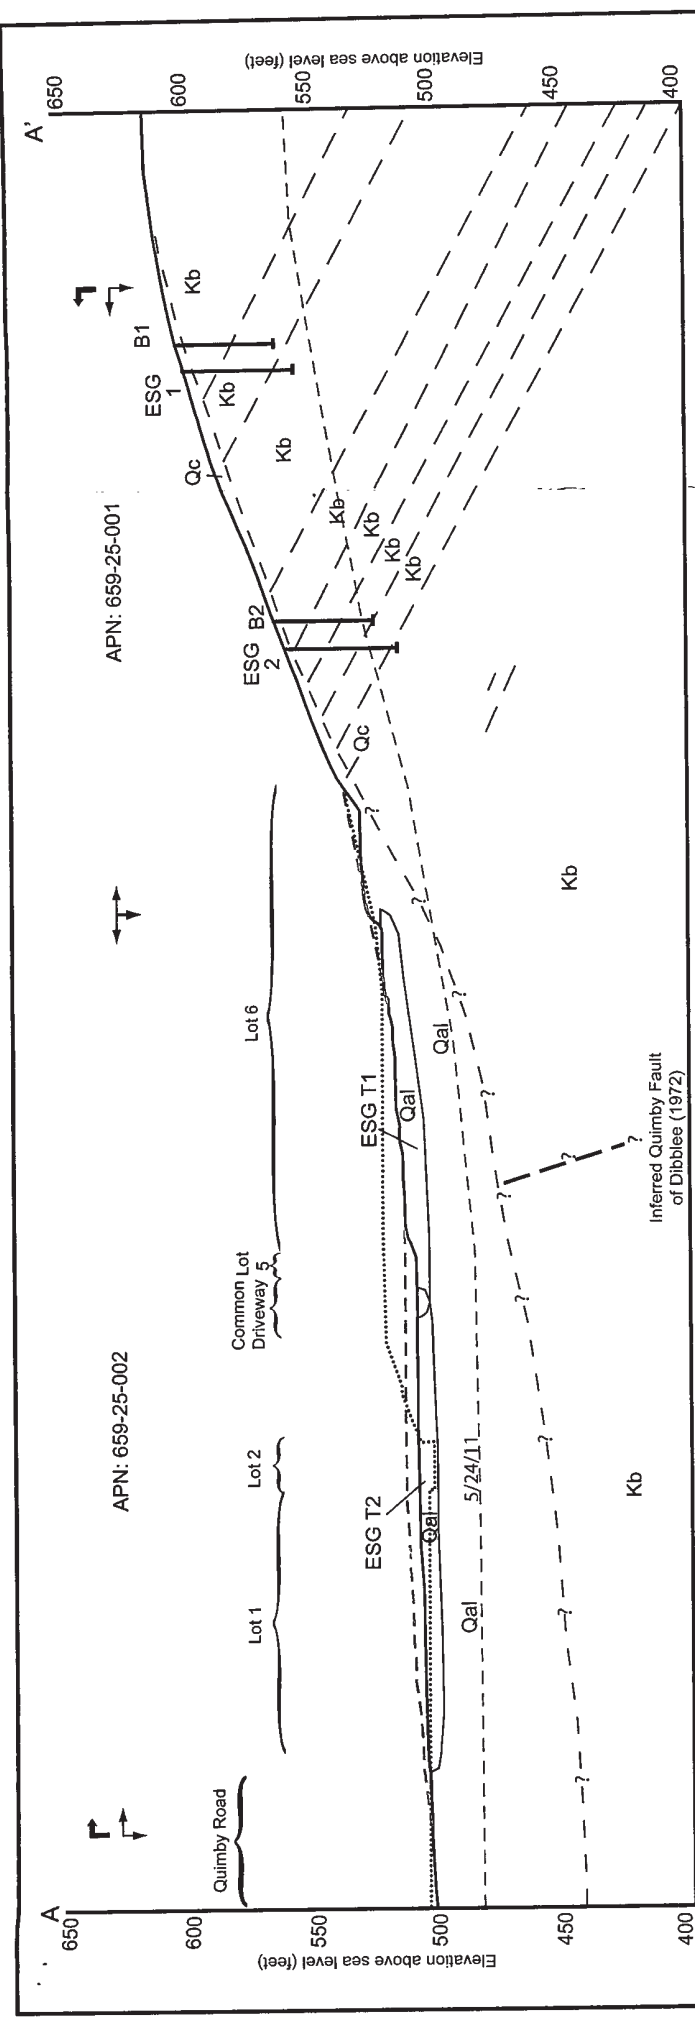 A
A'
650
600
550
500
450
400
Elevation above sea level (feet)
650
600
550
500
450
400
Elevation above sea level (feet)
APN: 659-25-002
APN: 659-25-001
Quimby Road
Lot 1
Lot 2
Common
Driveway
Lot
5
Lot 6
ESG T2
Qal
ESG T1
Qal
5/24/11
Qal
Qal
Kb
?
?
?
?
?
?
?
?
?
?
?
Inferred Quimby Fault
of Dibblee (1972)
Kb
Qc
ESG
2
B2
Kb
Kb
Kb
Kb
Qc
Kb
Kb
ESG
1
B1
Kb